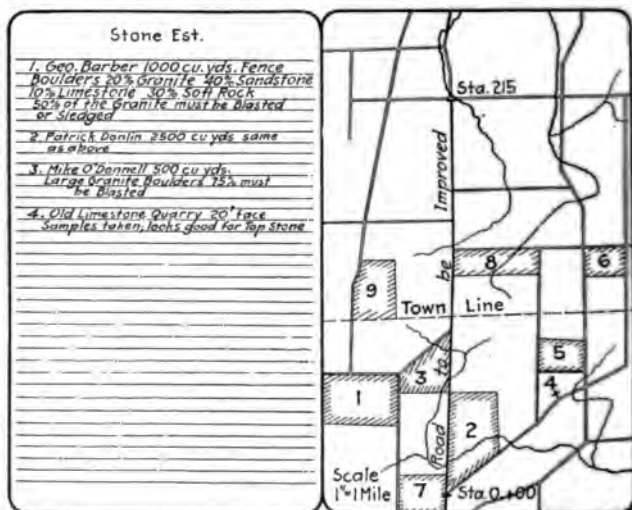 Stone Est.
1. Geo. Barber 1000 cu. yds. Fence
Boulders 20% Granite 40% Sandstone
10% Limestone 30% Soft Rock
50% of the Granite must be Blasted
or Sledged
2. Patrick Donlin 2500 cu yds same
as above
3. Mike O'Donnell 500 cu. yds.
Large Granite Boulders 75% must
be Blasted
4. Old Limestone Quarry 20' face
Samples taken, looks good for Top Stone
Sta. 215
Road to be Improved
8
6
9
Town Line
5
3
4
1
2
Scale
1"=1 Mile
7
Sta. 0.+00